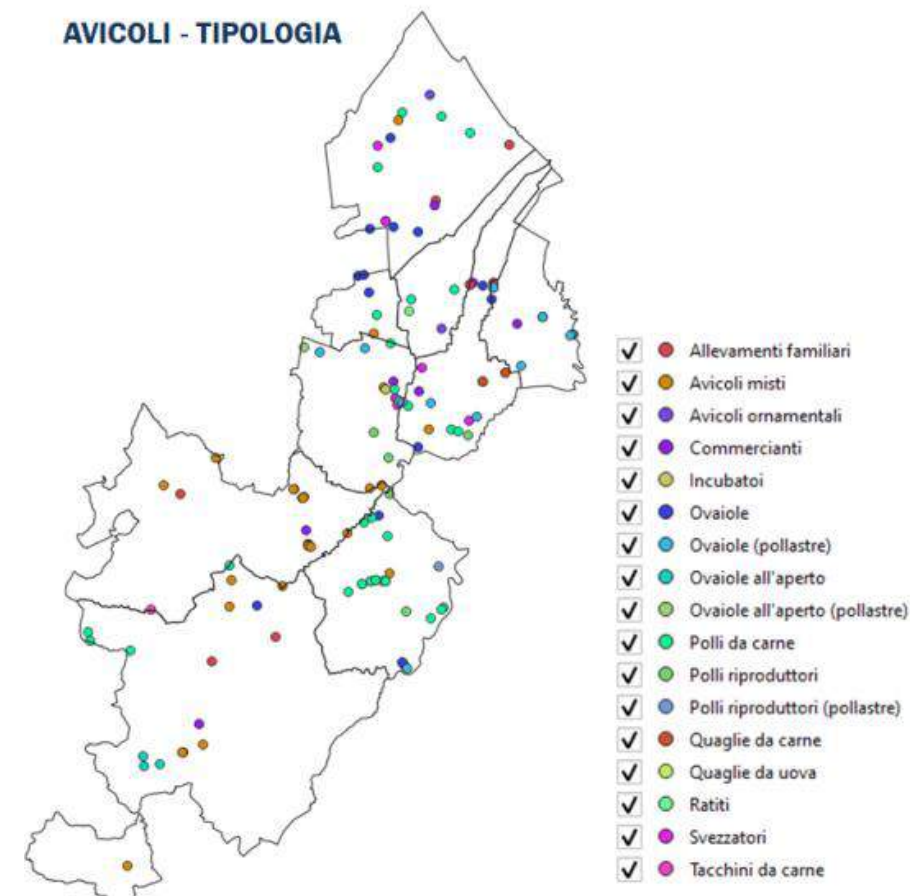 AVICOLI - TIPOLOGIA
Allevamenti familiari
Avicoli misti
Avicoli ornamentali
Commercianti
Incubatoi
Ovaiole
Ovaiole (pollastre)
Ovaiole all'aperto
Ovaiole all'aperto (pollastre)
Polli da carne
Polli riproduttori
Polli riproduttori (pollastre)
Quaglie da carne
Quaglie da uova
Ratiti
Svezzatori
Tacchini da carne